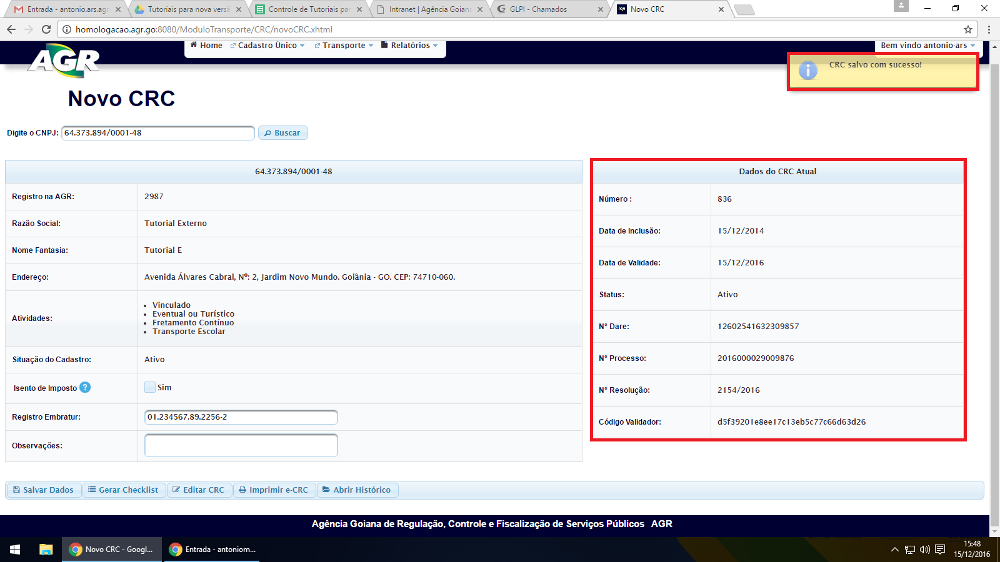 Entrada - antonio.ars.agr
Tutoriais para nova versã
Controle de Tutoriais par
Intranet | Agência Goiana
GLPI - Chamados
Novo CRC
homologacao.agr.go:8080/ModuloTransporte/CRC/novoCRC.xhtml
AGR
Home
Cadastro Único
Transporte
Relatórios
Bem vindo antonio-ars
CRC salvo com sucesso!
Novo CRC
Digite o CNPJ: 64.373.894/0001-48 Buscar
64.373.894/0001-48
Registro na AGR: 2987
Razão Social: Tutorial Externo
Nome Fantasia: Tutorial E
Endereço: Avenida Álvares Cabral, Nº: 2, Jardim Novo Mundo. Goiânia - GO. CEP: 74710-060.
Atividades:
• Vinculado
• Eventual ou Turístico
• Fretamento Contínuo
• Transporte Escolar
Situação do Cadastro: Ativo
Isento de Imposto ? Sim
Registro Embratur: 01.234567.89.2256-2
Observações:
Dados do CRC Atual
Número : 836
Data de Inclusão: 15/12/2014
Data de Validade: 15/12/2016
Status: Ativo
N° Dare: 12602541632309857
N° Processo: 2016000029009876
N° Resolução: 2154/2016
Código Validador: d5f39201e8ee17c13eb5c77c66d63d26
Salvar Dados
Gerar Checklist
Editar CRC
Imprimir e-CRC
Abrir Histórico
Agência Goiana de Regulação, Controle e Fiscalização de Serviços Públicos AGR
Novo CRC - Googl...
Entrada - antoniom...
15:48
15/12/2016